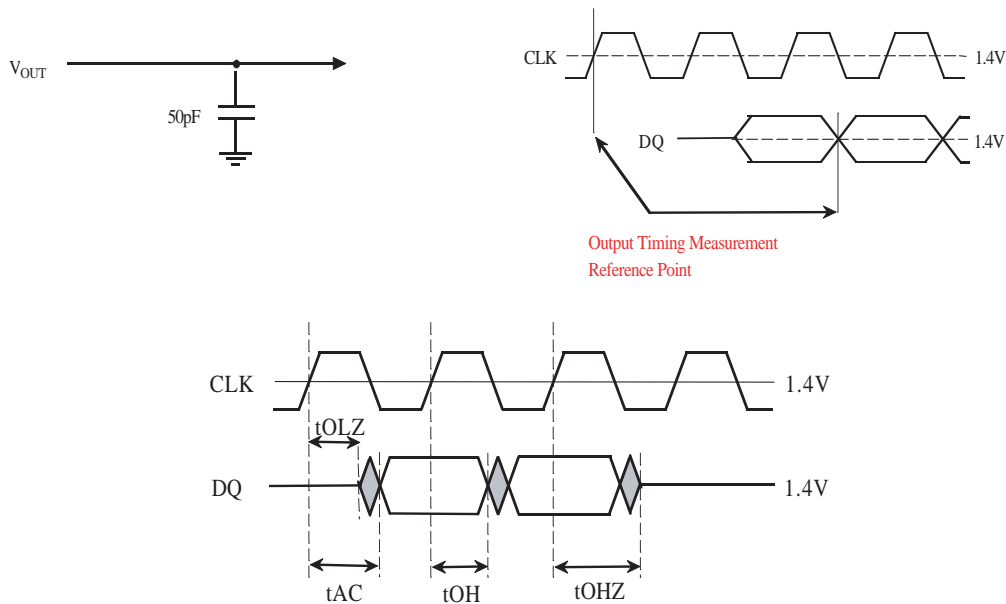 V_OUT
50pF
CLK
1.4V
DQ
1.4V
Output Timing Measurement
Reference Point
CLK
1.4V
tOLZ
DQ
1.4V
tAC
tOH
tOHZ